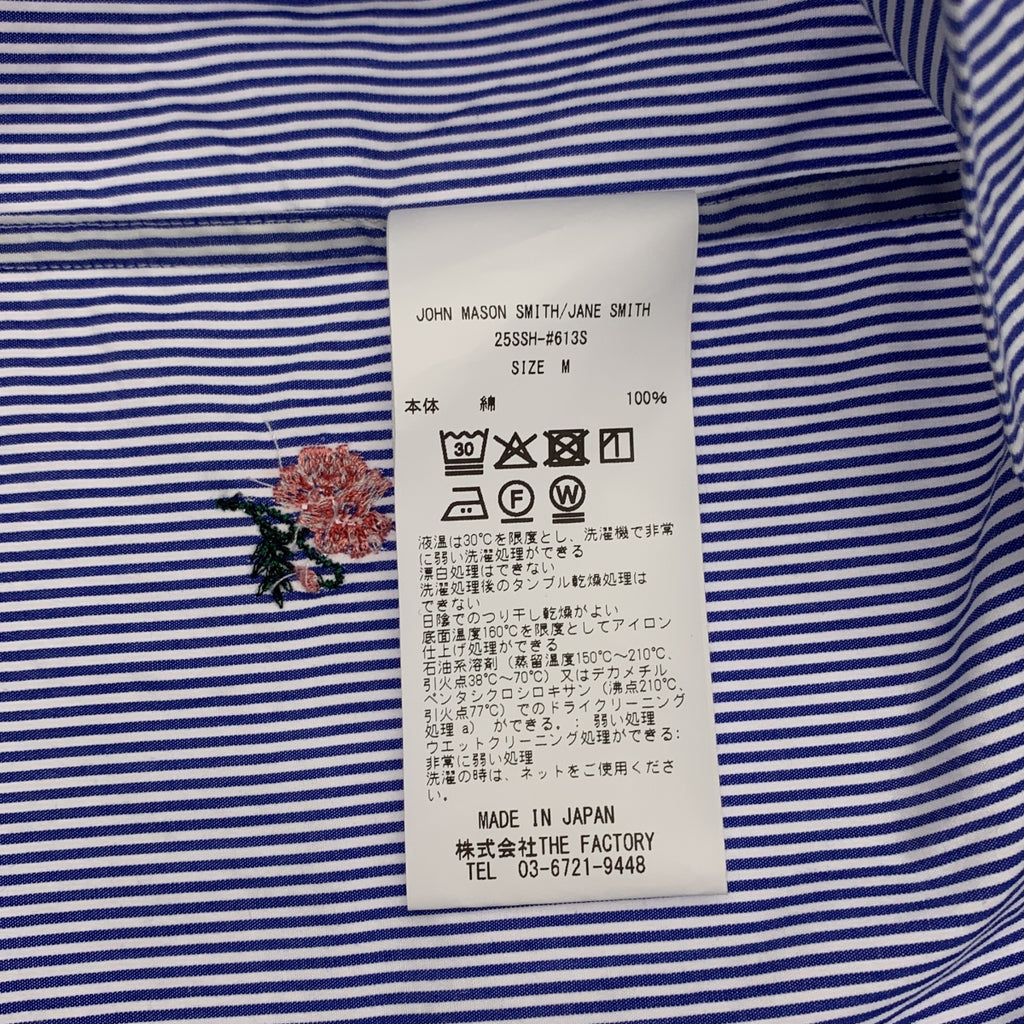 JOHN MASON SMITH/JANE SMITH
25SSH-#613S
SIZE M
本体 綿 100%
30
F W
液温は30℃を限度とし、洗濯機で非常
に弱い洗濯処理ができる
漂白処理はできない
洗濯処理後のタンブル乾燥処理は
できない
日陰でのつり干し乾燥がよい
底面温度160℃を限度としてアイロン
仕上げ処理ができる
石油系溶剤（蒸留温度150℃～210℃、
引火点38℃～70℃）又はデカメチル
ペンタシクロシロキサン（沸点210℃、
引火点77℃）でのドライクリーニング
処理 a） ができる。：弱い処理
ウエットクリーニング処理ができる：
非常に弱い処理
洗濯の時は、ネットをご使用くださ
い。
MADE IN JAPAN
株式会社THE FACTORY
TEL 03-6721-9448